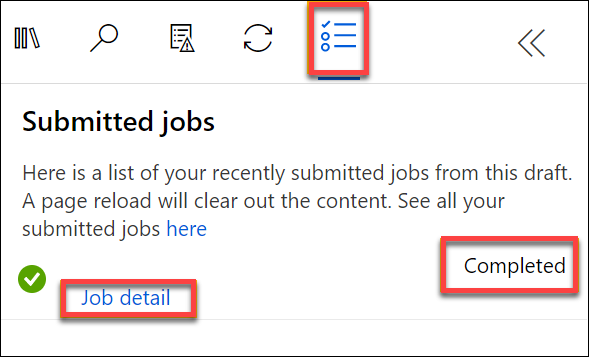 Submitted jobs
Here is a list of your recently submitted jobs from this draft.
A page reload will clear out the content. See all your
submitted jobs here
Completed
Job detail